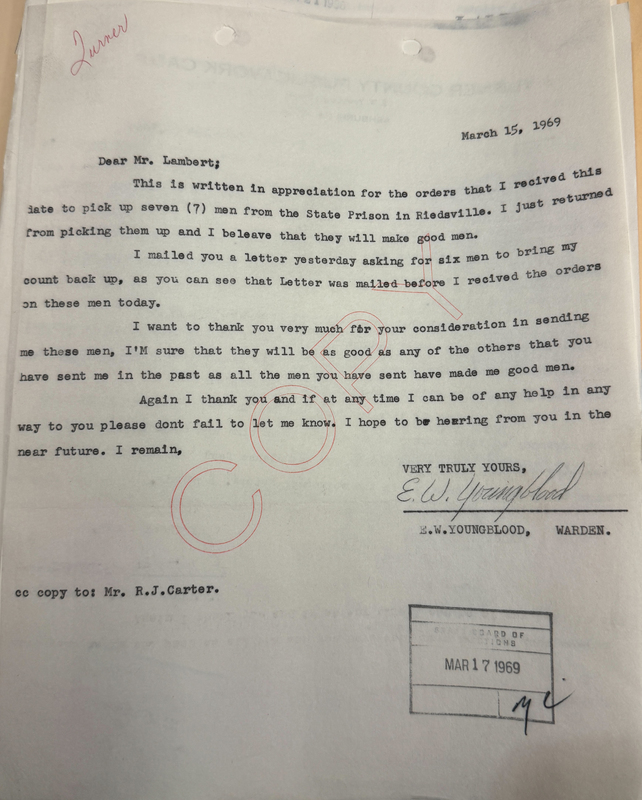 Turner
March 15, 1969
Dear Mr. Lambert;
This is written in appreciation for the orders that I recived this
date to pick up seven (7) men from the State Prison in Riedsville. I just returned
from picking them up and I beleave that they will make good men.
I mailed you a letter yesterday asking for six men to bring my
count back up, as you can see that Letter was mailed before I recived the orders
on these men today.
I want to thank you very much for your consideration in sending
me these men, I'M sure that they will be as good as any of the others that you
have sent me in the past as all the men you have sent have made me good men.
Again I thank you and if at any time I can be of any help in any
way to you please dont fail to let me know. I hope to be hearing from you in the
near future. I remain,
COPY
VERY TRULY YOURS,
E.W. Youngblood
E.W.YOUNGBLOOD, WARDEN.
cc copy to: Mr. R.J.Carter.
BOARD OF
MAR 17 1969